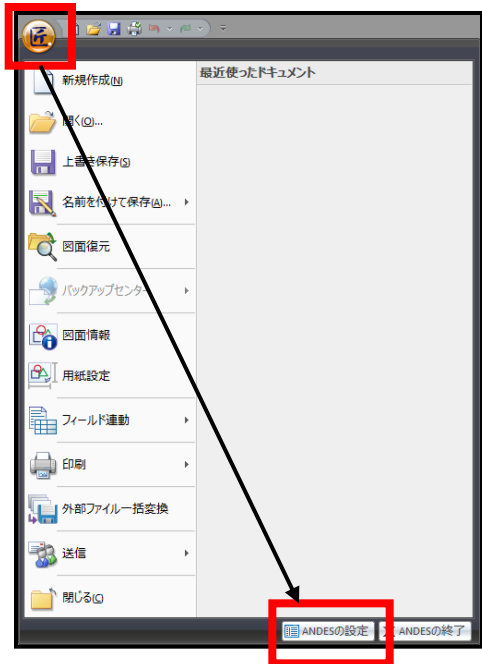 匠
最近使ったドキュメント
新規作成(N)
開く(O)...
上書き保存(S)
名前を付けて保存(A)...
図面復元
バックアップセンター
図面情報
用紙設定
フィールド連動
印刷
外部ファイル一括変換
送信
閉じる(C)
ANDESの設定
ANDESの終了